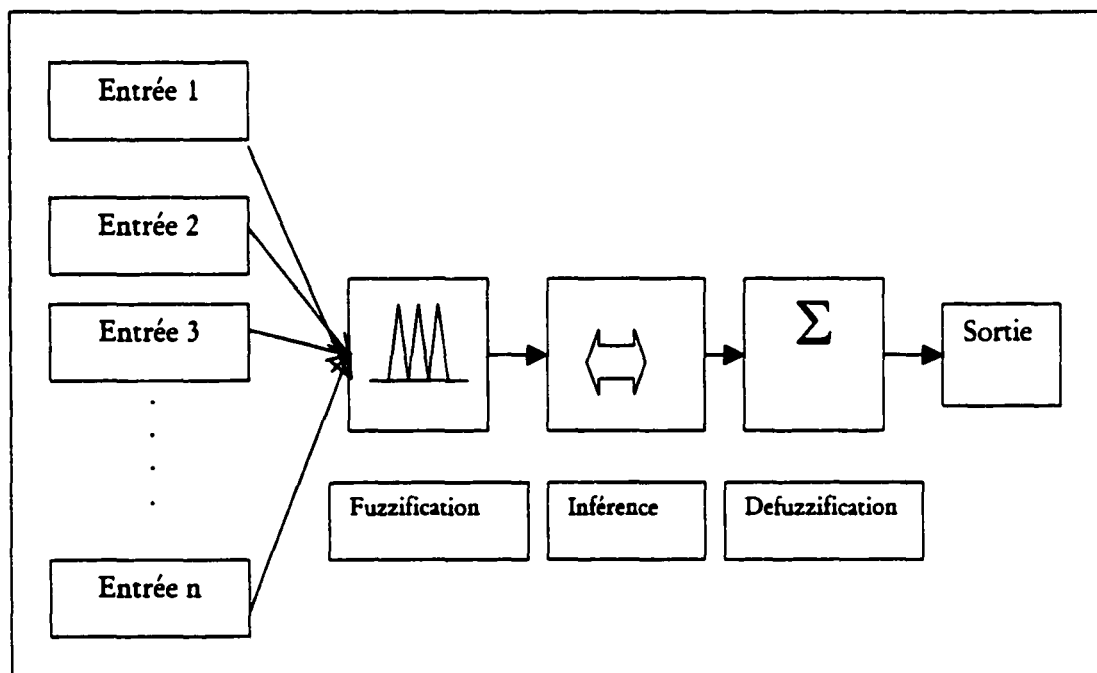 Entrée 1
Entrée 2
Entrée 3
.
.
.
.
Entrée n
Σ
Sortie
Fuzzification
Inférence
Defuzzification